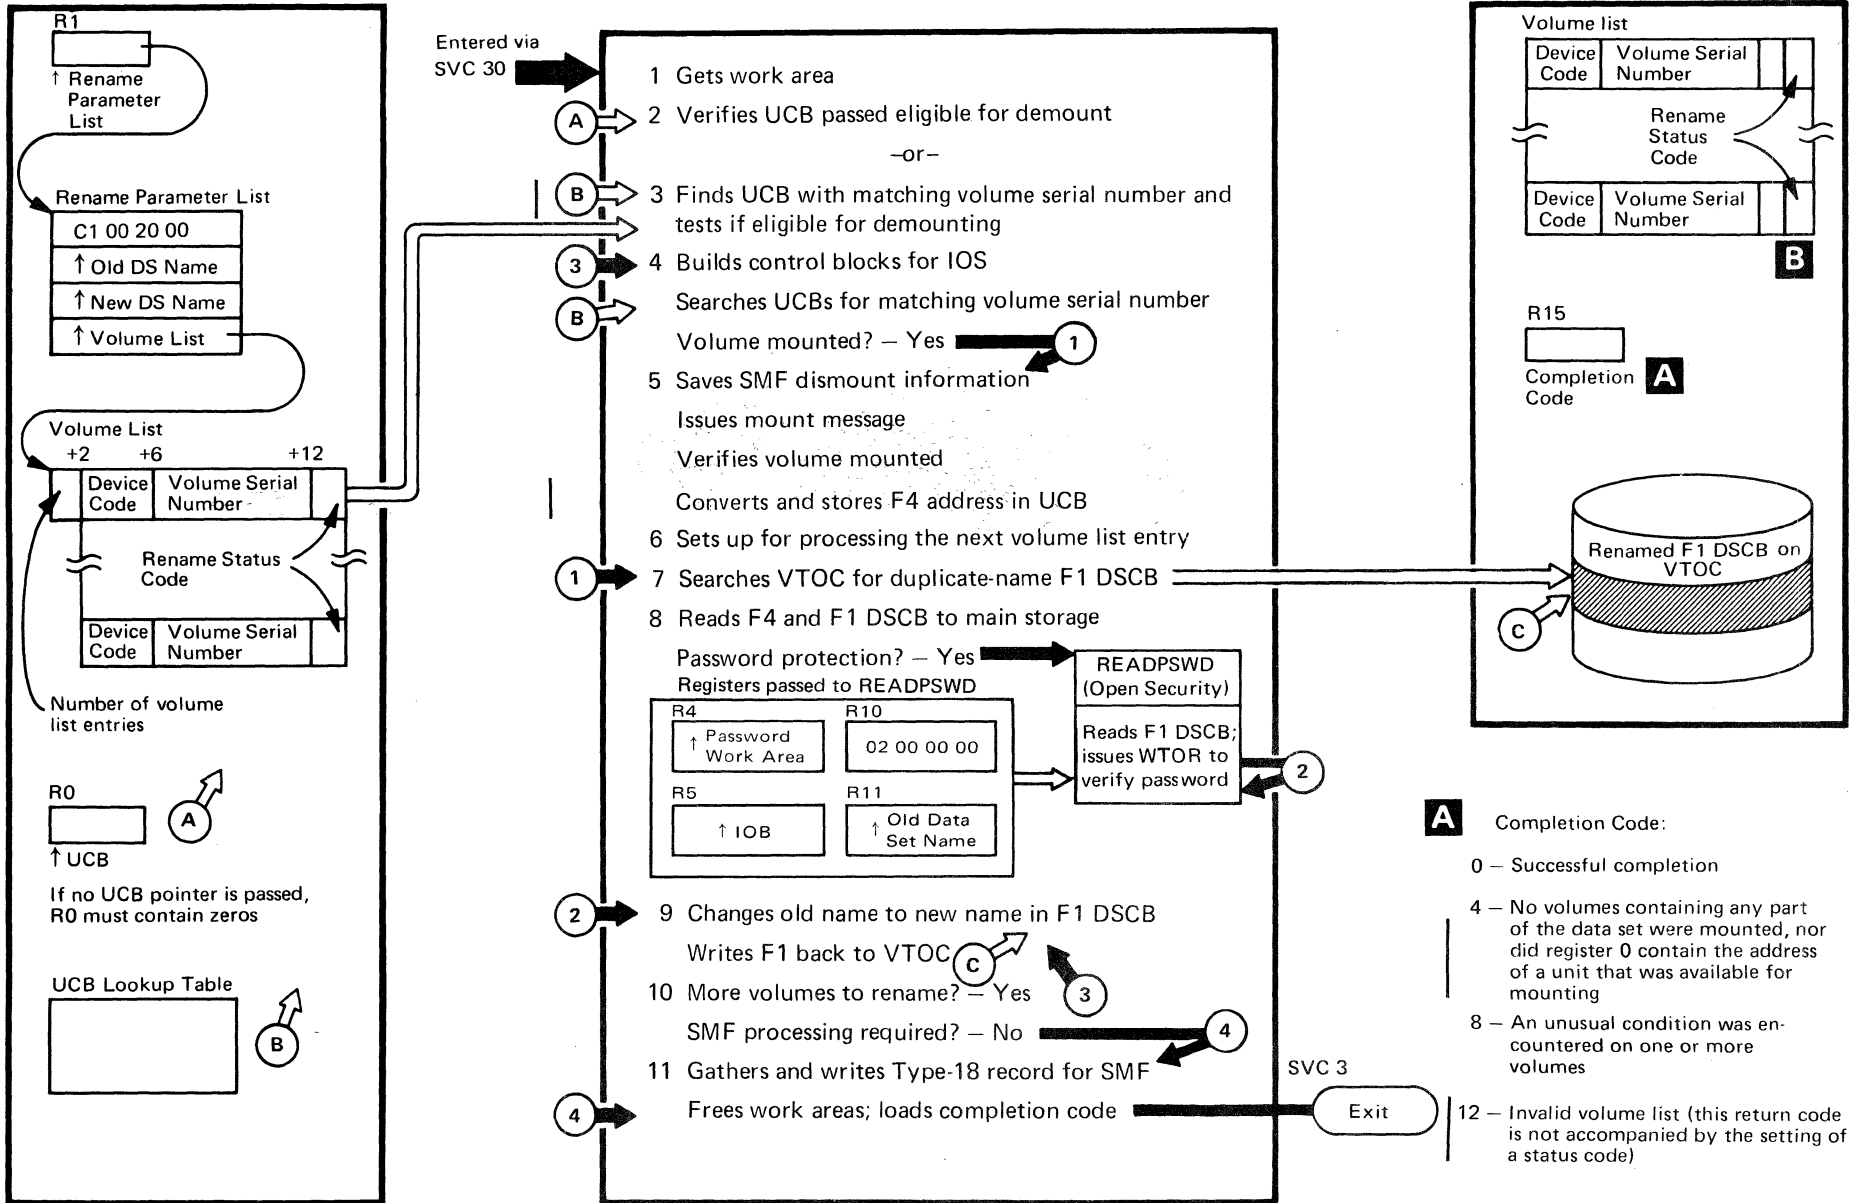 R1
↑ Rename
Parameter
List
Rename Parameter List
C1 00 20 00
↑ Old DS Name
↑ New DS Name
↑ Volume List
Volume List
+2 +6 +12
Device Code
Volume Serial Number
Rename Status
Code
Device Code
Volume Serial Number
Number of volume
list entries
R0
A
↑ UCB
If no UCB pointer is passed,
R0 must contain zeros
UCB Lookup Table
B
Entered via
SVC 30
1 Gets work area
A
2 Verifies UCB passed eligible for demount
–or–
B
3 Finds UCB with matching volume serial number and
tests if eligible for demounting
3
4 Builds control blocks for IOS
B
Searches UCBs for matching volume serial number
Volume mounted? – Yes
1
5 Saves SMF dismount information
Issues mount message
Verifies volume mounted
Converts and stores F4 address in UCB
6 Sets up for processing the next volume list entry
1
7 Searches VTOC for duplicate-name F1 DSCB
8 Reads F4 and F1 DSCB to main storage
Password protection? – Yes
Registers passed to READPSWD
R4
↑ Password
Work Area
R10
02 00 00 00
R5
↑ IOB
R11
↑ Old Data
Set Name
READPSWD
(Open Security)
Reads F1 DSCB;
issues WTOR to
verify password
2
2
9 Changes old name to new name in F1 DSCB
Writes F1 back to VTOC
C
10 More volumes to rename? – Yes
3
SMF processing required? – No
4
11 Gathers and writes Type-18 record for SMF
4
Frees work areas; loads completion code
SVC 3
Exit
Volume list
Device Code
Volume Serial Number
Rename
Status
Code
Device Code
Volume Serial Number
B
R15
Completion
Code
A
Renamed F1 DSCB on
VTOC
C
A Completion Code:
0 – Successful completion
4 – No volumes containing any part
of the data set were mounted, nor
did register 0 contain the address
of a unit that was available for
mounting
8 – An unusual condition was en-
countered on one or more
volumes
12 – Invalid volume list (this return code
is not accompanied by the setting of
a status code)